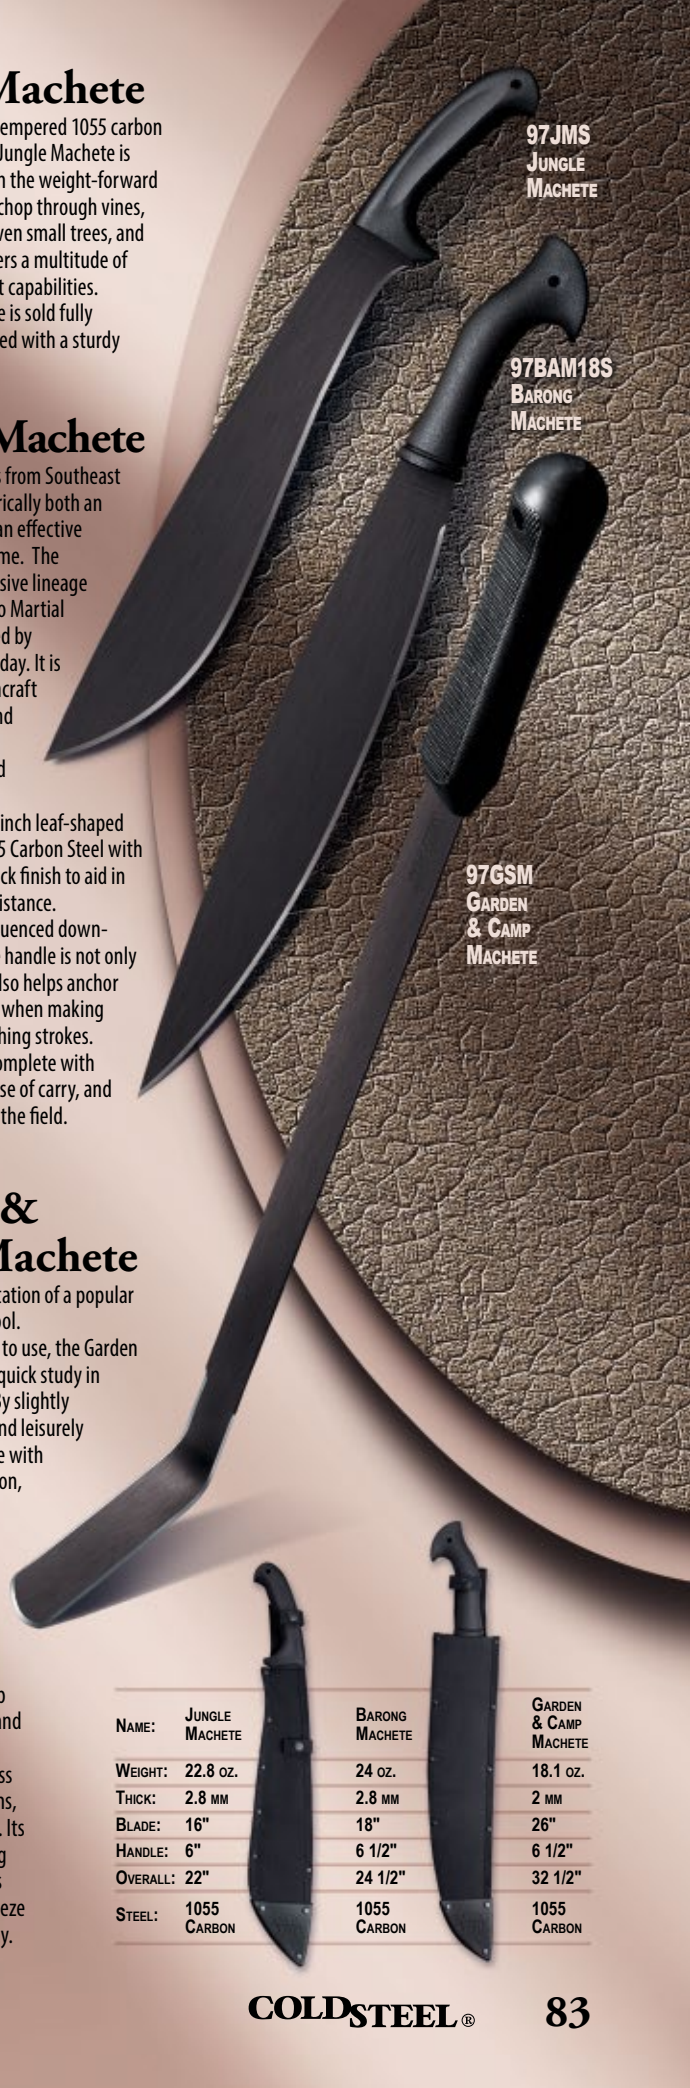 Machete
empered 1055 carbon
Jungle Machete is
n the weight-forward
chop through vines,
ven small trees, and
ers a multitude of
t capabilities.
e is sold fully
ed with a sturdy
97JMS
Jungle
Machete
97BAM18S
Barong
Machete
Machete
s from Southeast
rically both an
an effective
me. The
sive lineage
o Martial
d by
day. It is
craft
nd
d
inch leaf-shaped
5 Carbon Steel with
ck finish to aid in
istance.
uenced down-
handle is not only
lso helps anchor
when making
hing strokes.
omplete with
se of carry, and
the field.
97GSM
Garden
& Camp
Machete
&
Machete
tation of a popular
ol.
to use, the Garden
quick study in
By slightly
nd leisurely
e with
on,
o
and
ss
ns,
. Its
g
s
eze
y.
Name: Jungle Machete Barong Machete Garden & Camp Machete
Weight: 22.8 oz. 24 oz. 18.1 oz.
Thick: 2.8 mm 2.8 mm 2 mm
Blade: 16" 18" 26"
Handle: 6" 6 1/2" 6 1/2"
Overall: 22" 24 1/2" 32 1/2"
Steel: 1055 Carbon 1055 Carbon 1055 Carbon
COLD STEEL® 83